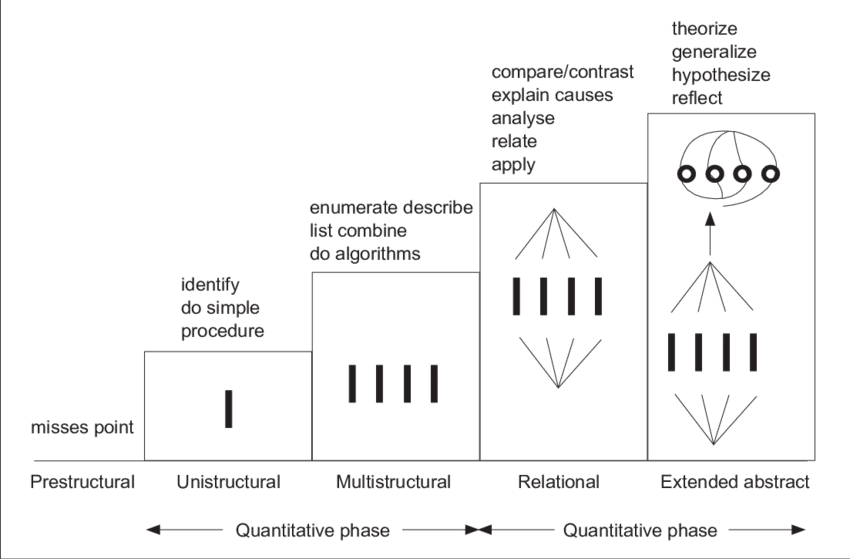 theorize
generalize
hypothesize
reflect
compare/contrast
explain causes
analyse
relate
apply
enumerate describe
list combine
do algorithms
identify
do simple
procedure
misses point
Prestructural
Unistructural
Multistructural
Relational
Extended abstract
Quantitative phase
Quantitative phase